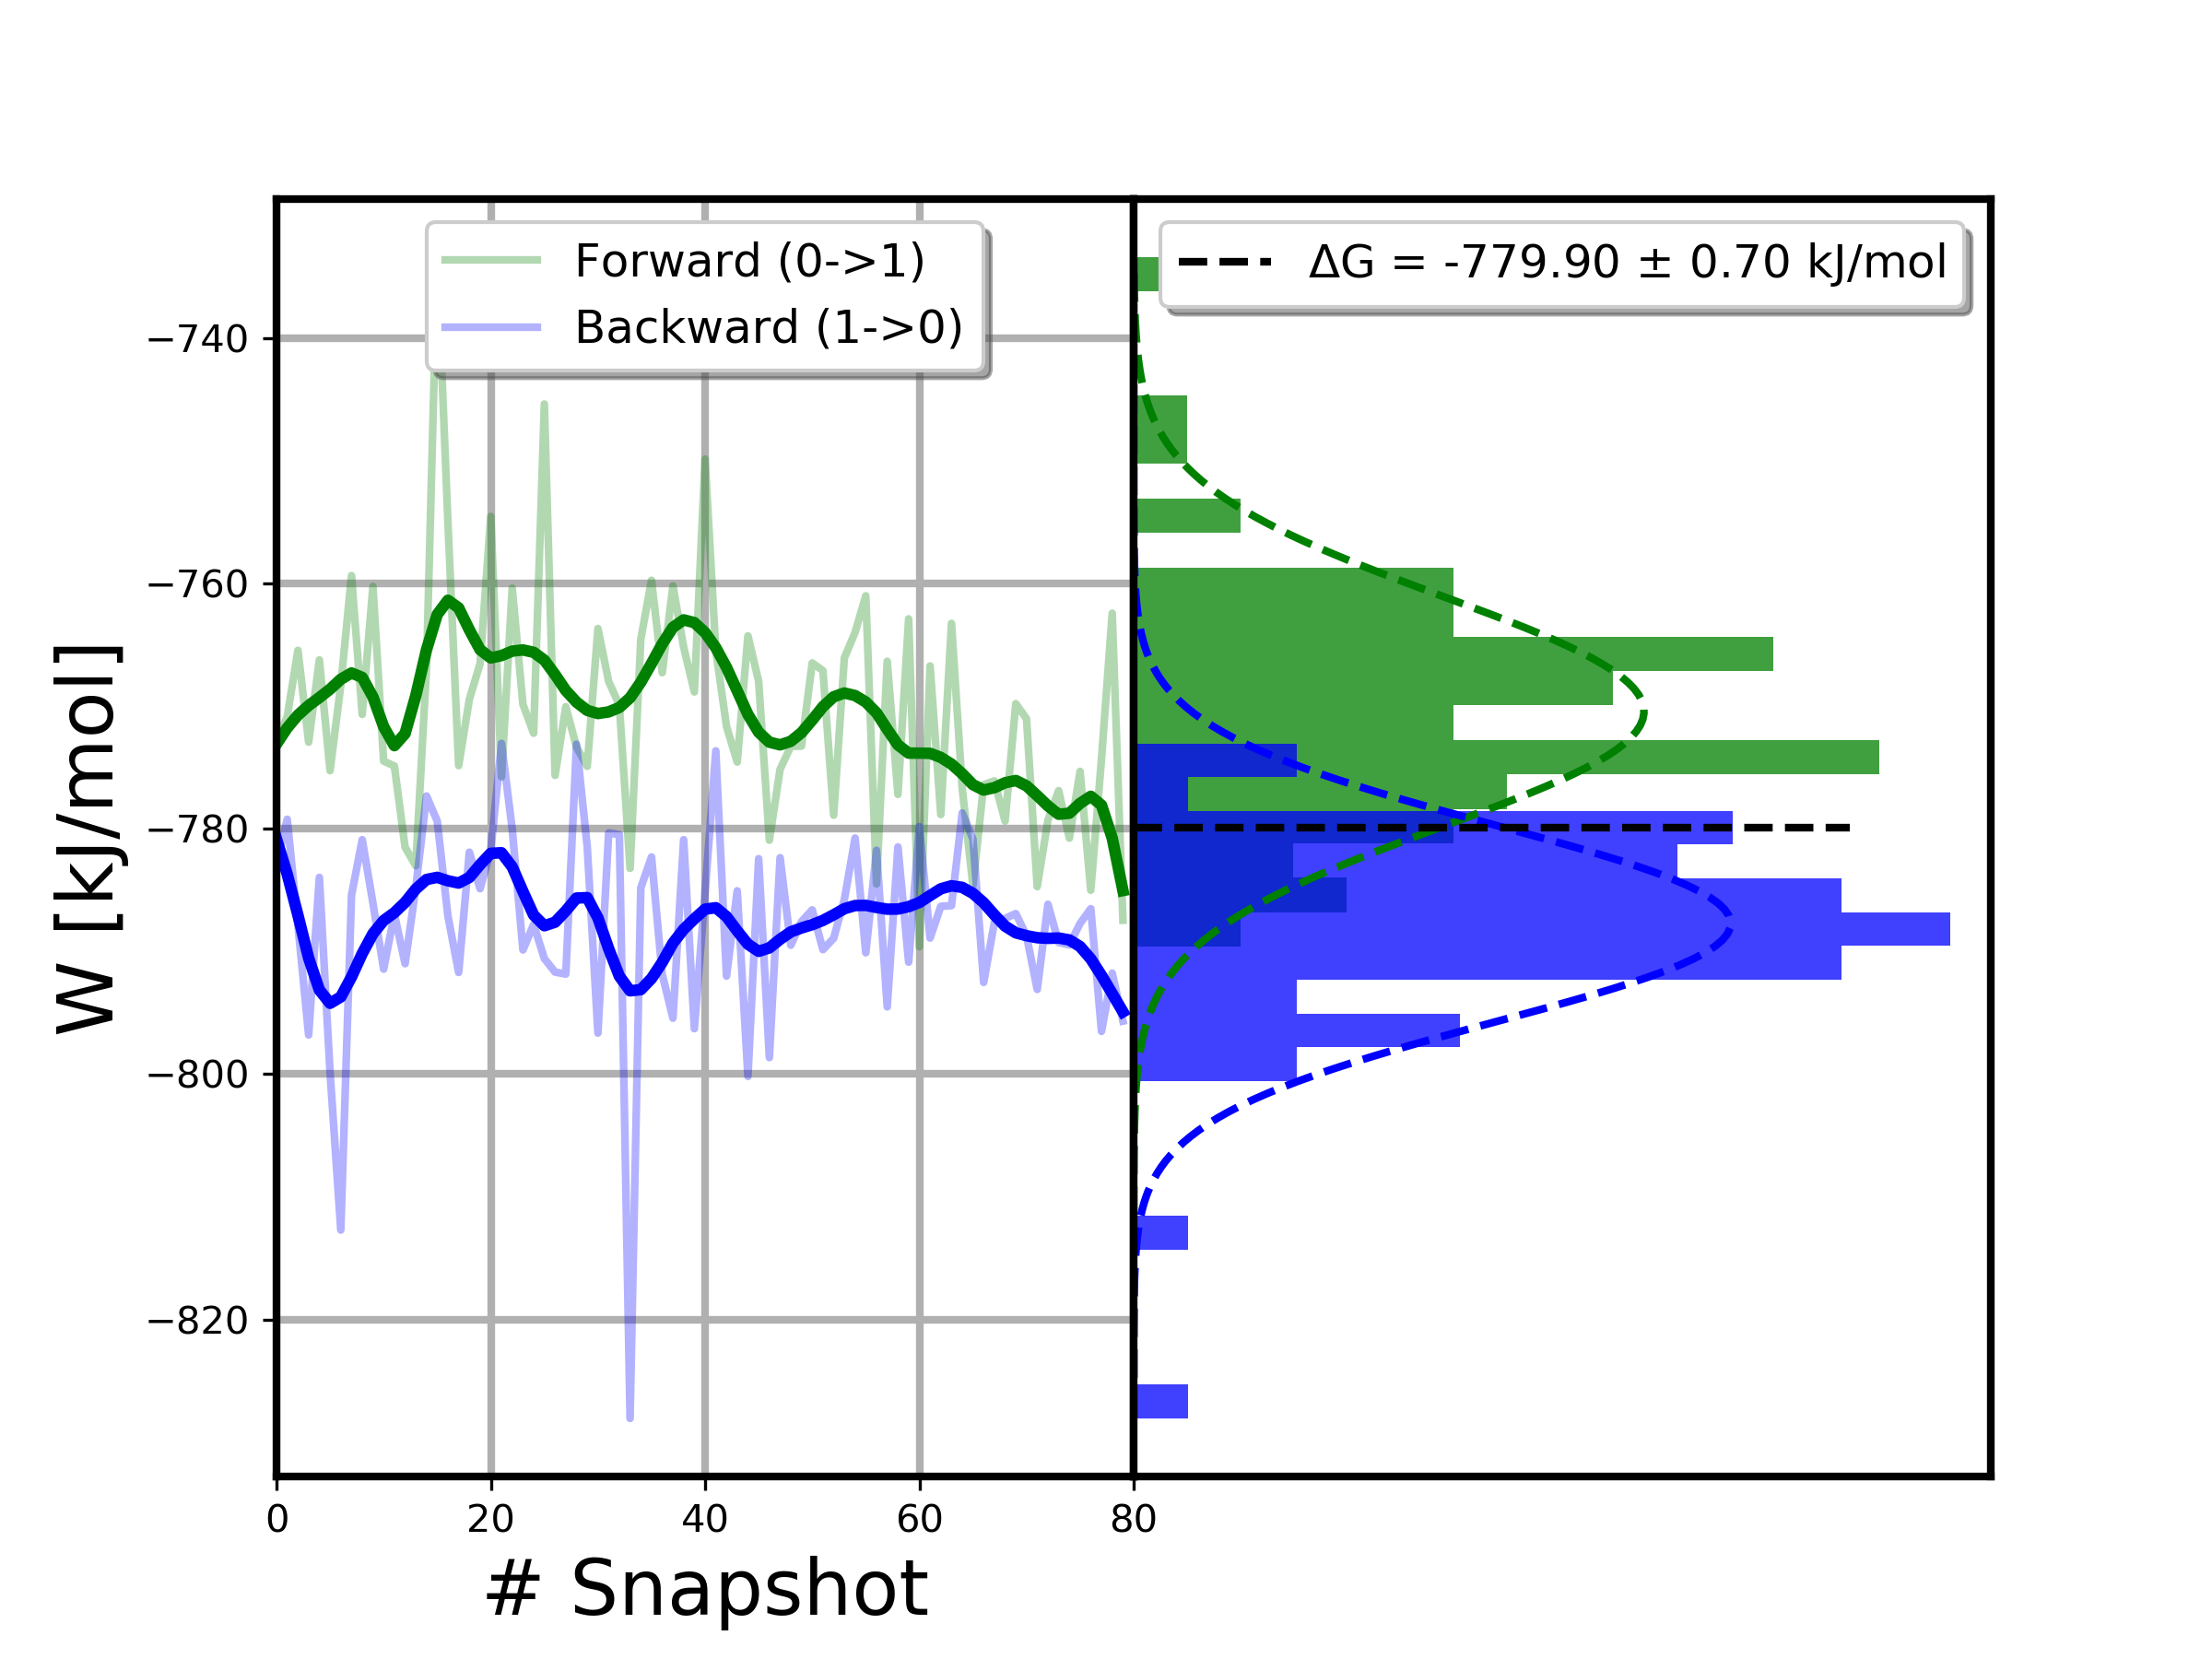 Forward (0->1)
Backward (1->0)
ΔG = -779.90 ± 0.70 kJ/mol
W [kJ/mol]
−740
−760
−780
−800
−820
0 20 40 60 80
# Snapshot